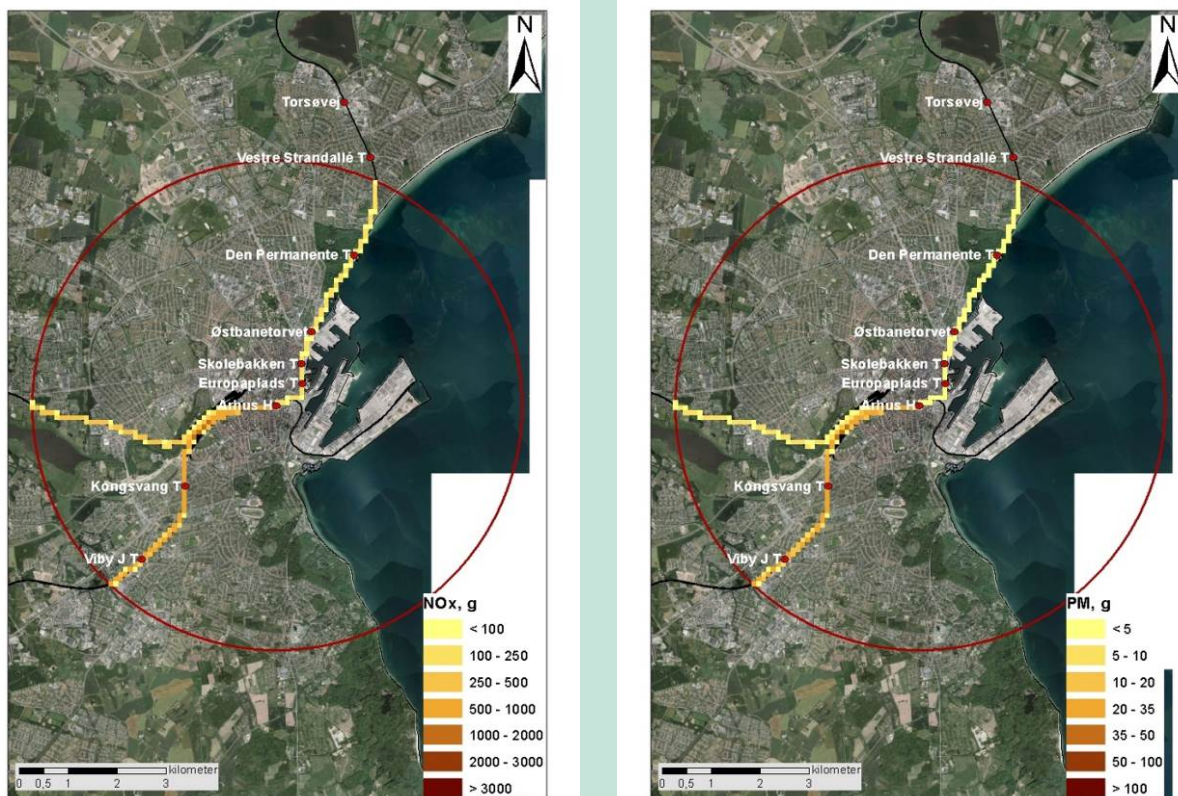 N
Torsøvej
Vestre Strandallé T
Den Permanente T
Østbanetorvet
Skolebakken T
Europaplads T
Århus H
Kongsvang T
Viby J T
NOx, g
< 100
100 - 250
250 - 500
500 - 1000
1000 - 2000
2000 - 3000
> 3000
kilometer
0 0,5 1 2 3
N
Torsøvej
Vestre Strandallé T
Den Permanente T
Østbanetorvet
Skolebakken T
Europaplads T
Århus H
Kongsvang T
Viby J T
PM, g
< 5
5 - 10
10 - 20
20 - 35
35 - 50
50 - 100
> 100
kilometer
0 0,5 1 2 3